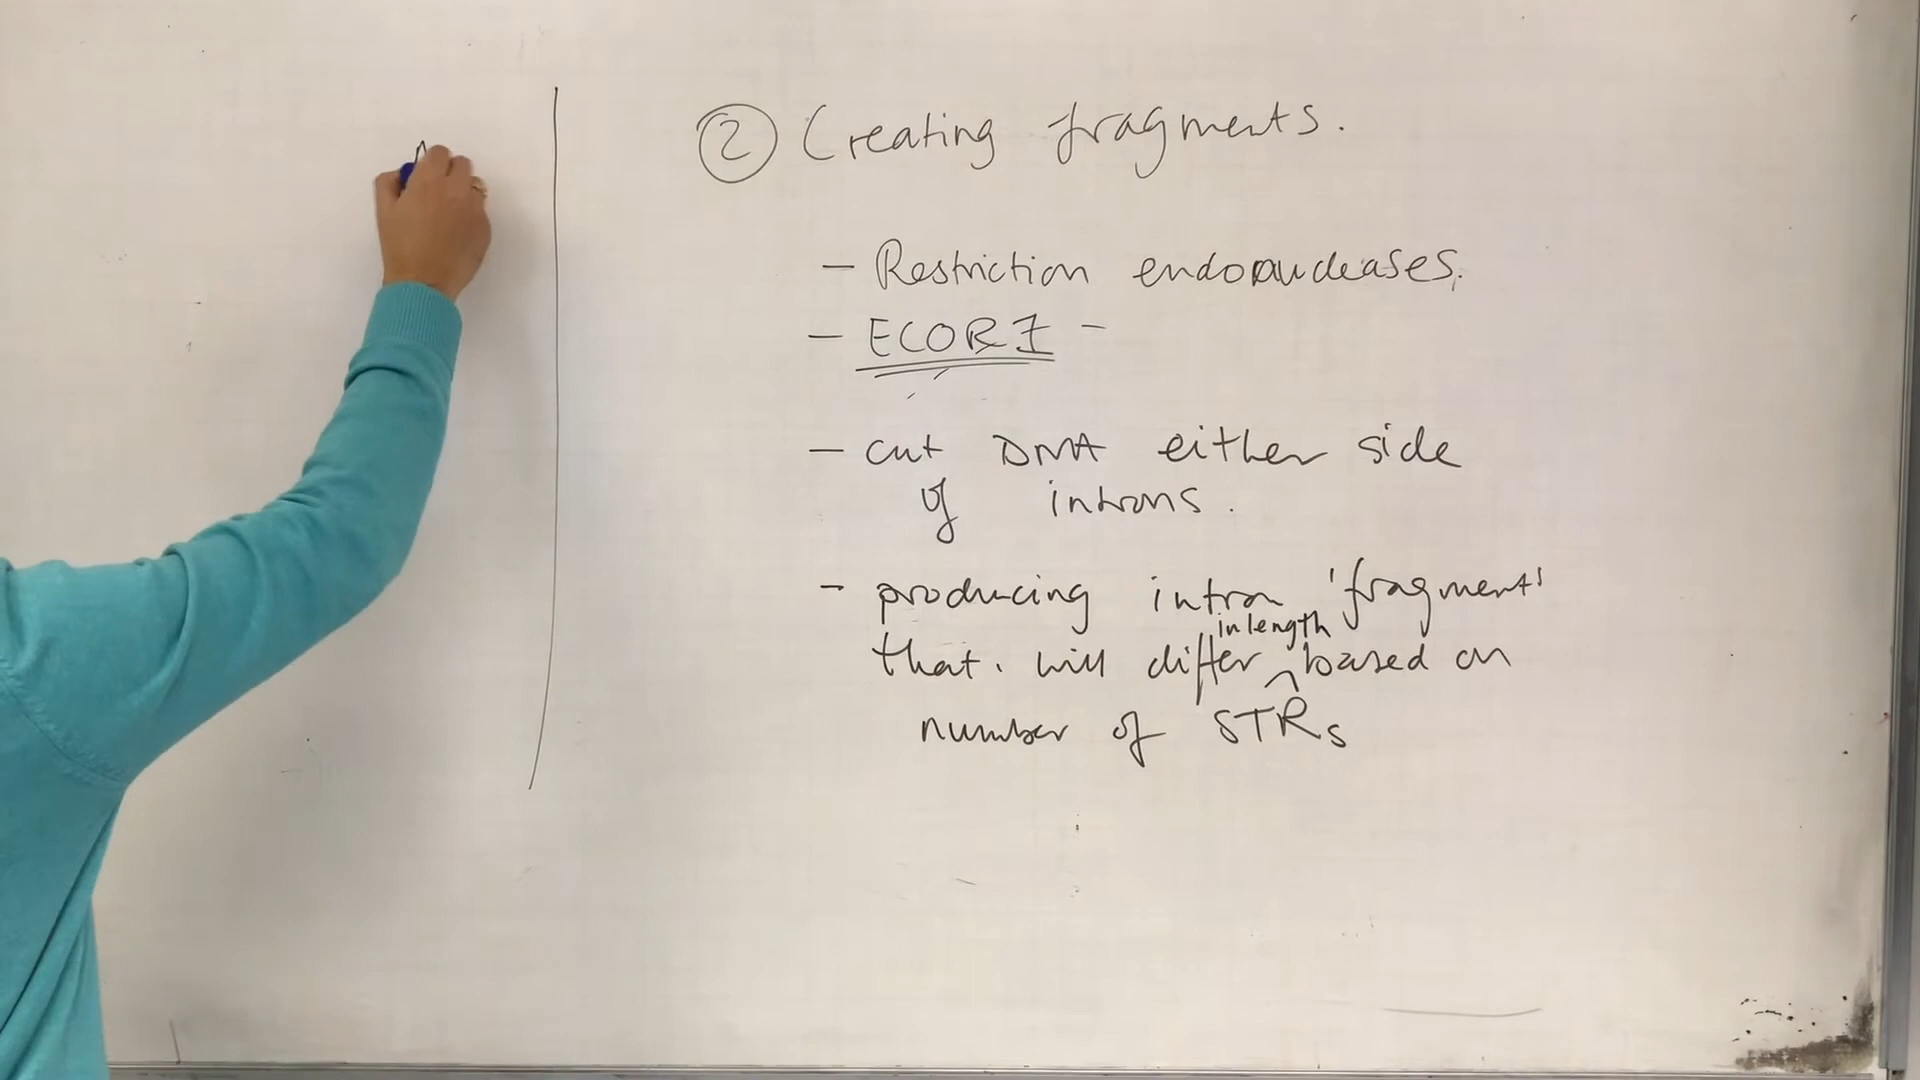 ② Creating fragments.
- Restriction endonucleases.
- ECORI -
- cut DNA either side
of introns.
- producing intron 'fragments'
in length
that will differ ^ based on
number of STRs